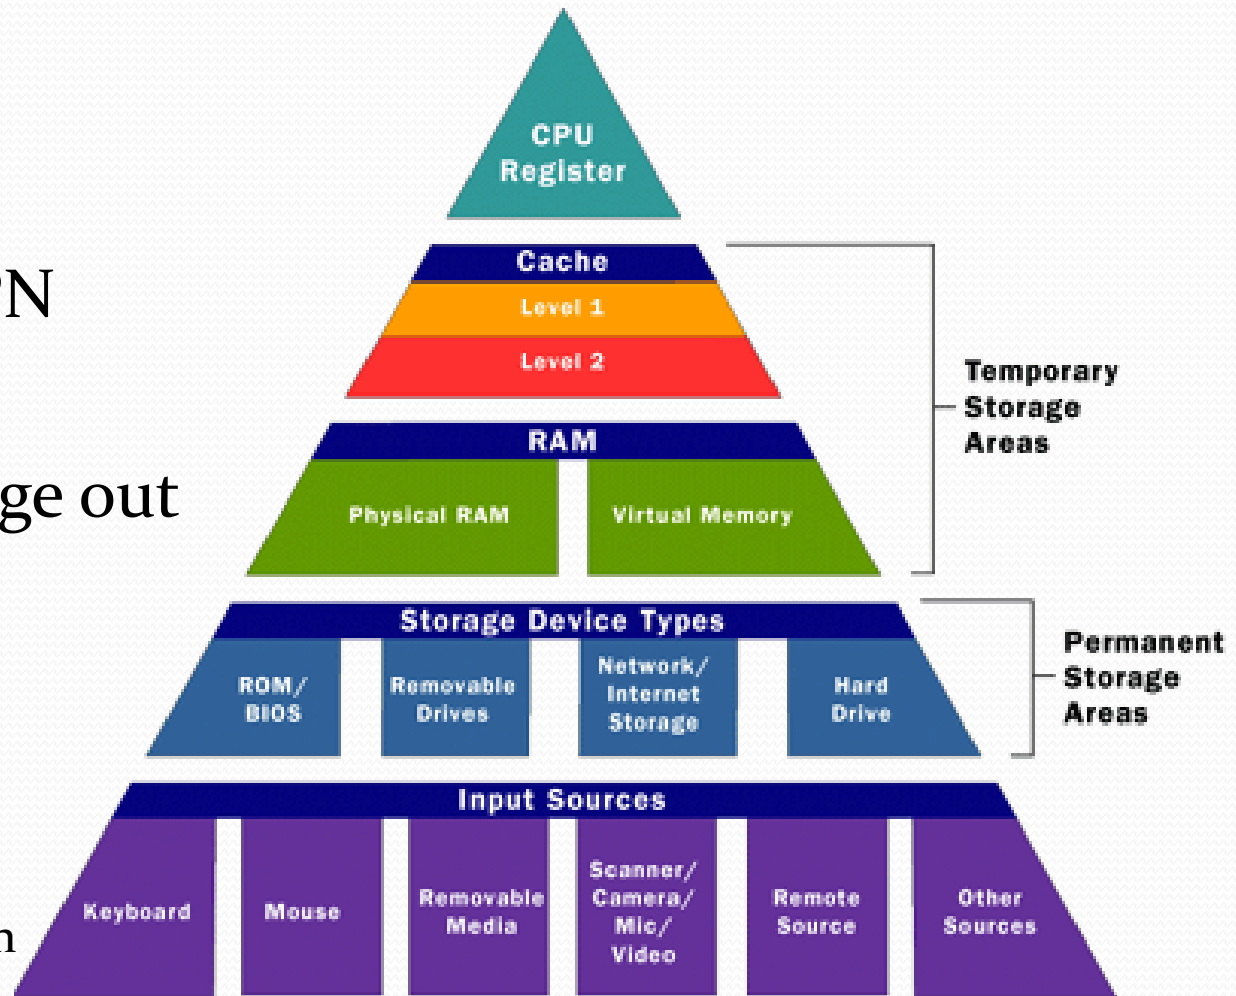 CPU
Register
PN
Cache
Level 1
Level 2
Temporary
Storage
Areas
RAM
ge out
Physical RAM
Virtual Memory
Storage Device Types
Permanent
Storage
Areas
ROM/
BIOS
Removable
Drives
Network/
Internet
Storage
Hard
Drive
Input Sources
Keyboard
Mouse
Removable
Media
Scanner/
Camera/
Mic/
Video
Remote
Source
Other
Sources
n